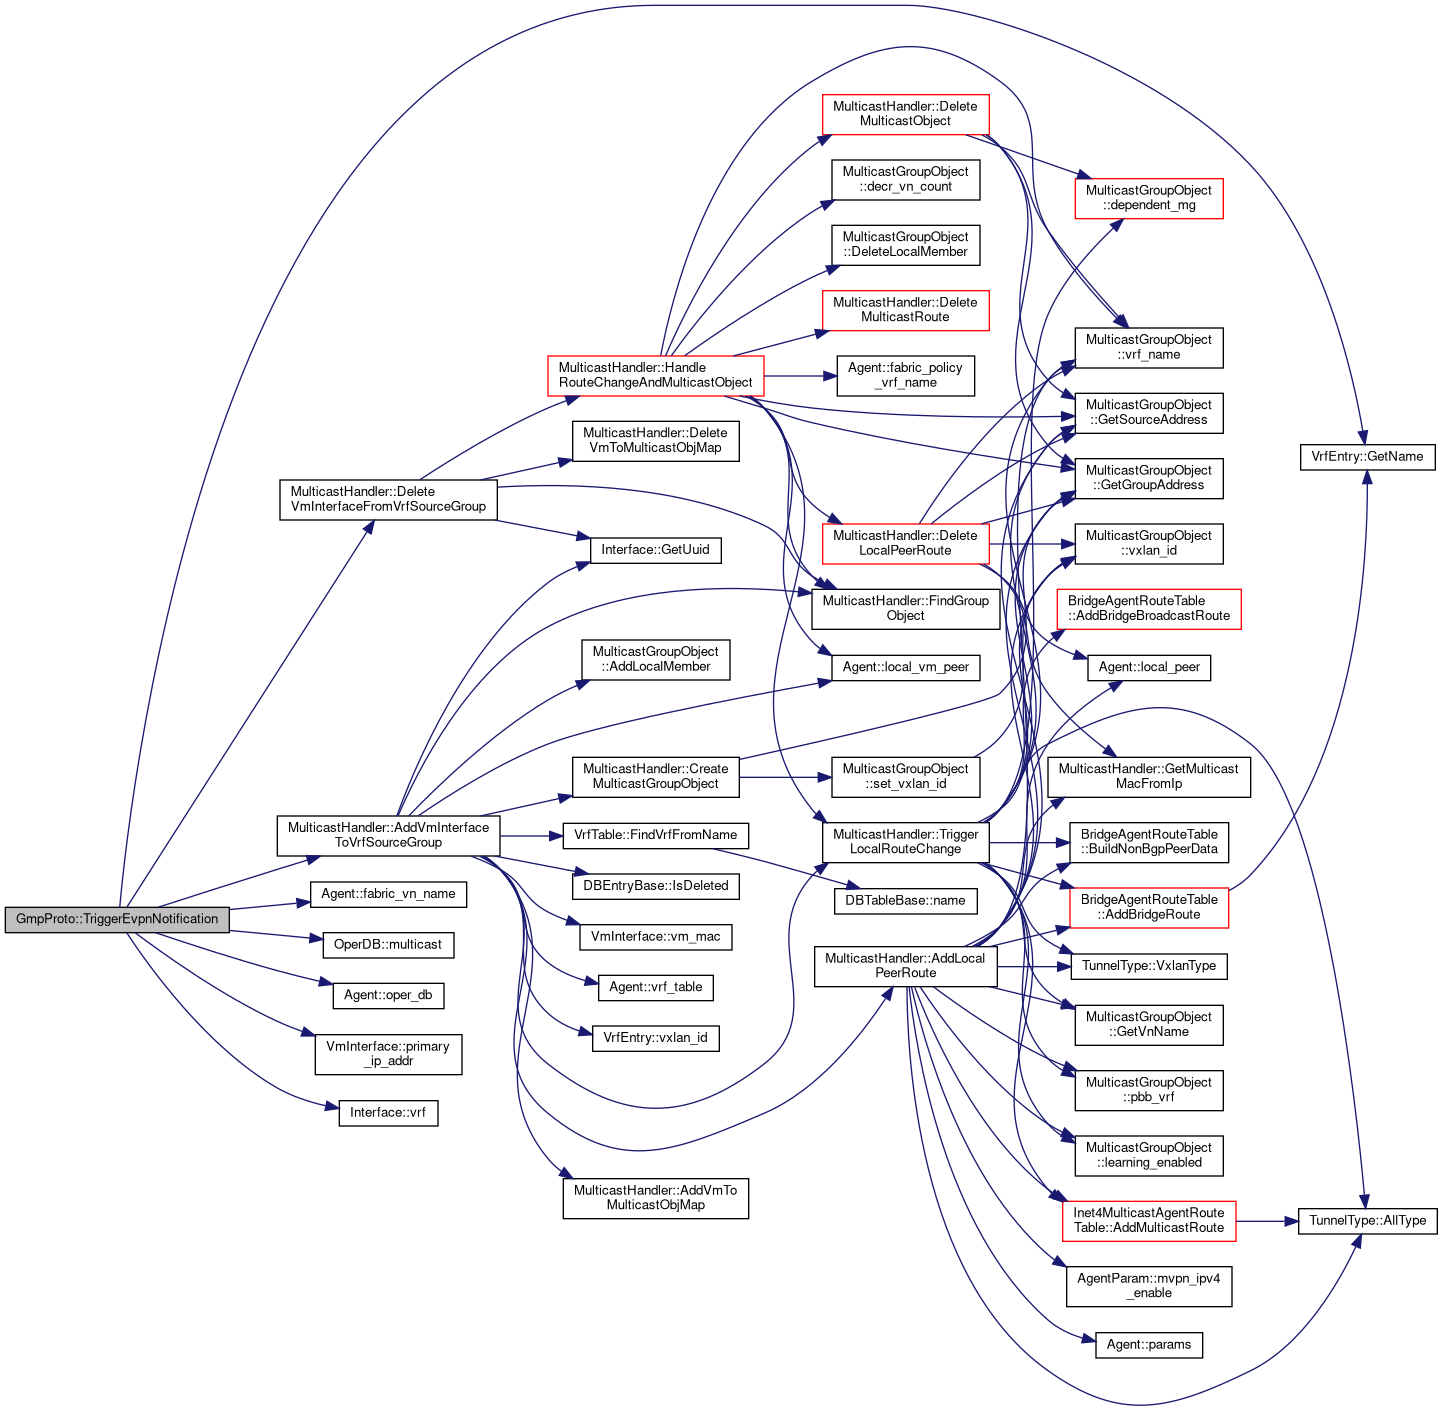 GmpProto::TriggerEvpnNotification
MulticastHandler::Delete
VmInterfaceFromVrfSourceGroup
MulticastHandler::AddVmInterface
ToVrfSourceGroup
Agent::fabric_vn_name
OperDB::multicast
Agent::oper_db
VmInterface::primary
_ip_addr
Interface::vrf
MulticastHandler::Handle
RouteChangeAndMulticastObject
MulticastHandler::Delete
VmToMulticastObjMap
Interface::GetUuid
MulticastGroupObject
::AddLocalMember
MulticastHandler::Create
MulticastGroupObject
VrfTable::FindVrfFromName
DBEntryBase::IsDeleted
VmInterface::vm_mac
Agent::vrf_table
VrfEntry::vxlan_id
MulticastHandler::AddVmTo
MulticastObjMap
MulticastHandler::Delete
MulticastObject
MulticastGroupObject
::decr_vn_count
MulticastGroupObject
::DeleteLocalMember
MulticastHandler::Delete
MulticastRoute
Agent::fabric_policy
_vrf_name
MulticastHandler::Delete
LocalPeerRoute
MulticastHandler::FindGroup
Object
Agent::local_vm_peer
MulticastGroupObject
::set_vxlan_id
MulticastHandler::Trigger
LocalRouteChange
DBTableBase::name
MulticastHandler::AddLocal
PeerRoute
MulticastGroupObject
::dependent_mg
MulticastGroupObject
::vrf_name
MulticastGroupObject
::GetSourceAddress
MulticastGroupObject
::GetGroupAddress
MulticastGroupObject
::vxlan_id
BridgeAgentRouteTable
::AddBridgeBroadcastRoute
Agent::local_peer
MulticastHandler::GetMulticast
MacFromIp
BridgeAgentRouteTable
::BuildNonBgpPeerData
BridgeAgentRouteTable
::AddBridgeRoute
TunnelType::VxlanType
MulticastGroupObject
::GetVnName
MulticastGroupObject
::pbb_vrf
MulticastGroupObject
::learning_enabled
Inet4MulticastAgentRoute
Table::AddMulticastRoute
AgentParam::mvpn_ipv4
_enable
Agent::params
VrfEntry::GetName
TunnelType::AllType